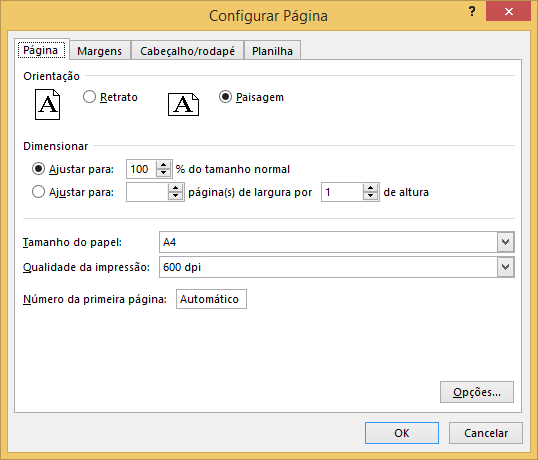 Configurar Página
? ×
Página Margens Cabeçalho/rodapé Planilha
Orientação
A Retrato A Paisagem
Dimensionar
Ajustar para: 100 % do tamanho normal
Ajustar para: página(s) de largura por 1 de altura
Tamanho do papel: A4
Qualidade da impressão: 600 dpi
Número da primeira página: Automático
Opções...
OK Cancelar